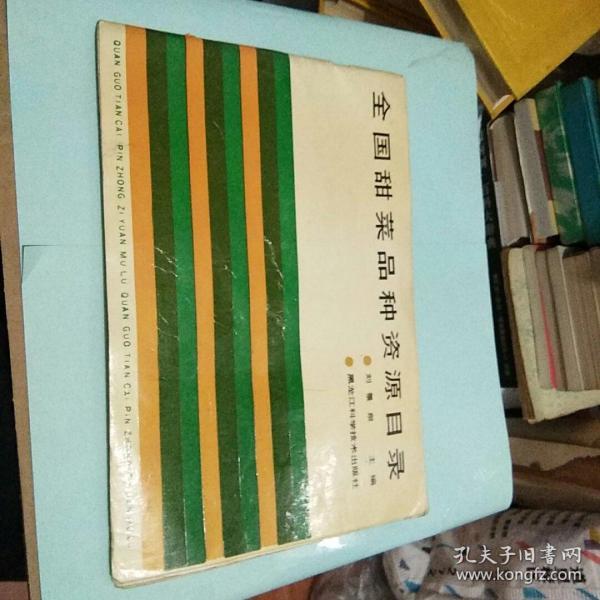 全国甜菜品种资源目录
刘景泉 主编
黑龙江科学技术出版社
QUAN GUO TIAN CAI PIN ZHONG ZI YUAN MU LU QUAN GUO TIAN CAI PIN
孔夫子旧书网
www.kongfz.com